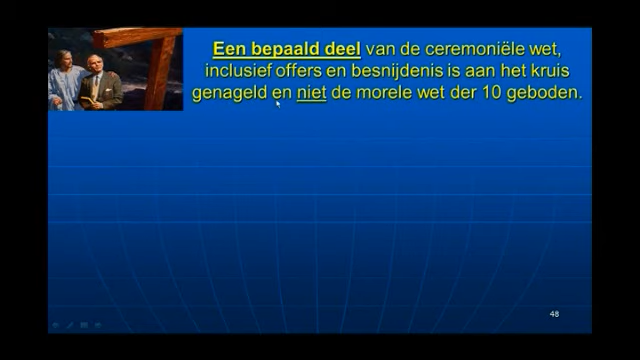 Een bepaald deel van de ceremoniële wet,
inclusief offers en besnijdenis is aan het kruis
genageld en niet de morele wet der 10 geboden.
48